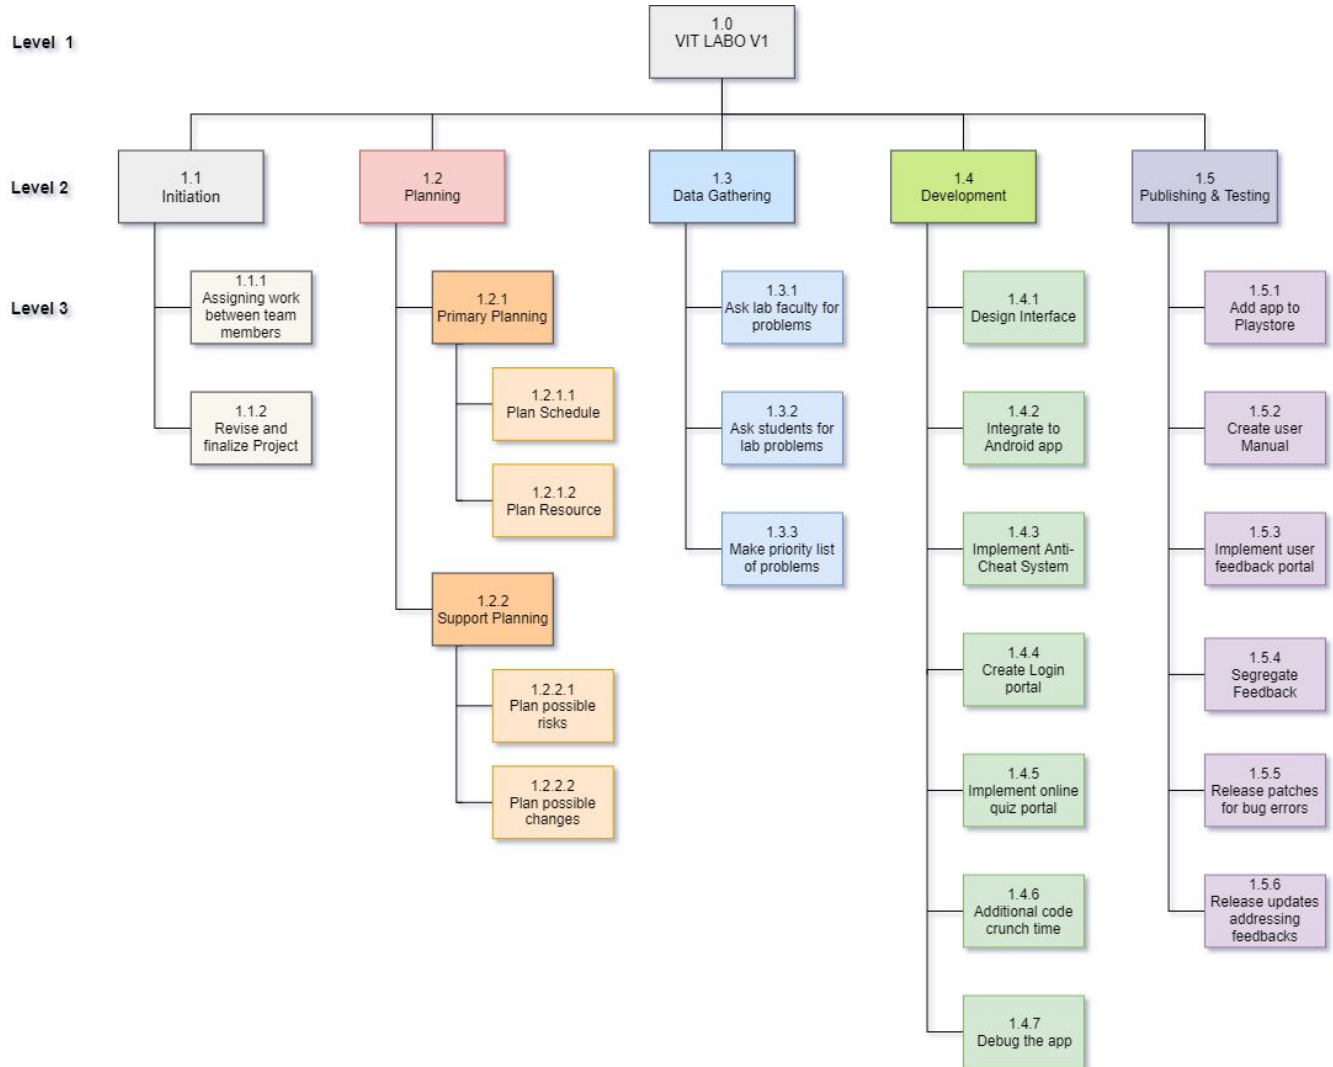 Level 1
1.0
VIT LABO V1
Level 2
1.1
Initiation
1.2
Planning
1.3
Data Gathering
1.4
Development
1.5
Publishing & Testing
Level 3
1.1.1
Assigning work
between team
members
1.1.2
Revise and
finalize Project
1.2.1
Primary Planning
1.2.1.1
Plan Schedule
1.2.1.2
Plan Resource
1.2.2
Support Planning
1.2.2.1
Plan possible
risks
1.2.2.2
Plan possible
changes
1.3.1
Ask lab faculty for
problems
1.3.2
Ask students for
lab problems
1.3.3
Make priority list
of problems
1.4.1
Design Interface
1.4.2
Integrate to
Android app
1.4.3
Implement Anti-
Cheat System
1.4.4
Create Login
portal
1.4.5
Implement online
quiz portal
1.4.6
Additional code
crunch time
1.4.7
Debug the app
1.5.1
Add app to
Playstore
1.5.2
Create user
Manual
1.5.3
Implement user
feedback portal
1.5.4
Segregate
Feedback
1.5.5
Release patches
for bug errors
1.5.6
Release updates
addressing
feedbacks